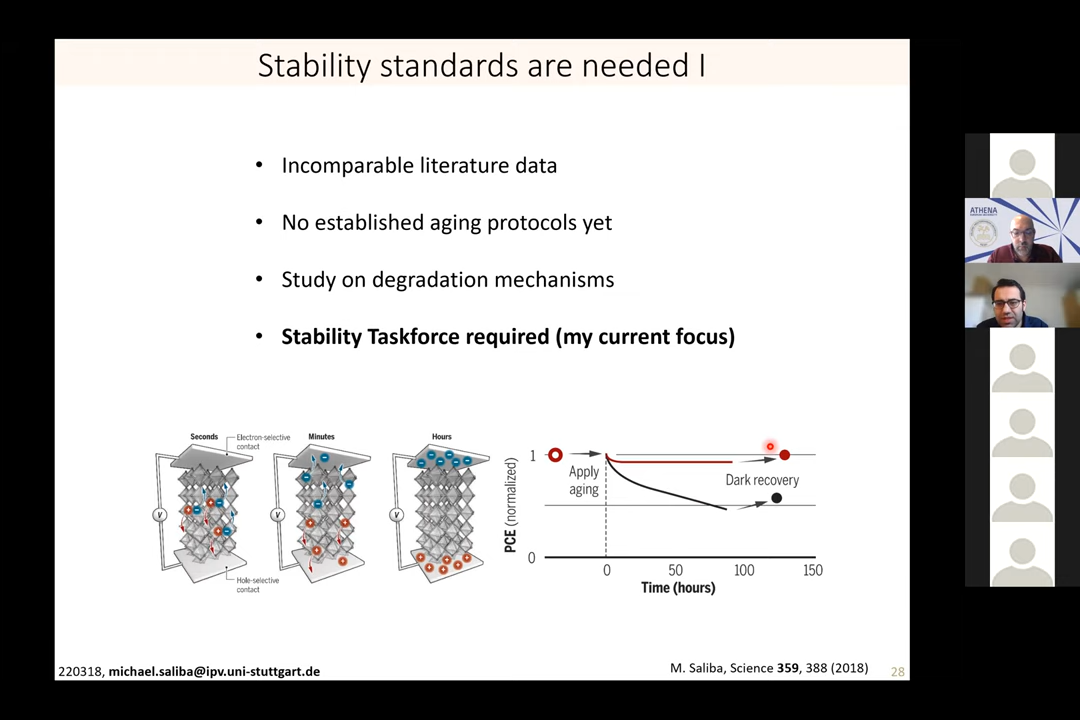 Stability standards are needed I
• Incomparable literature data
• No established aging protocols yet
• Study on degradation mechanisms
• Stability Taskforce required (my current focus)
Seconds
Electron-selective
contact
Minutes
Hours
V
V
V
Hole-selective
contact
PCE (normalized)
1
0
Apply
aging
Dark recovery
0
50
100
150
Time (hours)
220318, michael.saliba@ipv.uni-stuttgart.de
M. Saliba, Science 359, 388 (2018)
28
ATHENA